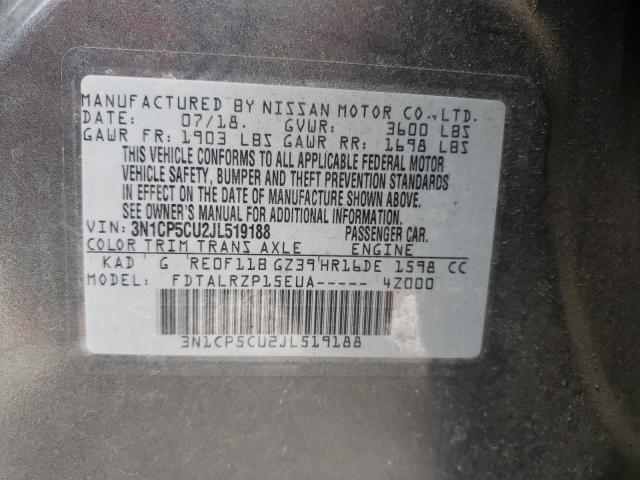 MANUFACTURED BY NISSAN MOTOR CO., LTD.
DATE: 07/18. GVWR: 3600 LBS
GAWR FR: 1903 LBS GAWR RR: 1698 LBS
THIS VEHICLE CONFORMS TO ALL APPLICABLE FEDERAL MOTOR
VEHICLE SAFETY, BUMPER AND THEFT PREVENTION STANDARDS
IN EFFECT ON THE DATE OF MANUFACTURE SHOWN ABOVE.
SEE OWNER'S MANUAL FOR ADDITIONAL INFORMATION.
VIN: 3N1CP5CU2JL519188 PASSENGER CAR.
COLOR TRIM TRANS AXLE ENGINE
KAD G RE0F11B GZ39 HR16DE 1598 CC
MODEL: FDTALRZP15EUA----- 4Z000
3N1CP5CU2JL519188